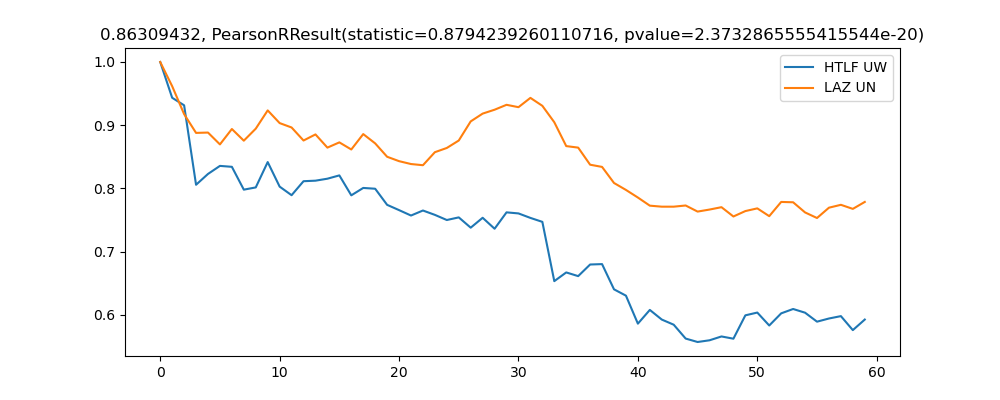 0.86309432, PearsonRResult(statistic=0.8794239260110716, pvalue=2.3732865555415544e-20)
HTLF UW
LAZ UN
1.0
0.9
0.8
0.7
0.6
0 10 20 30 40 50 60